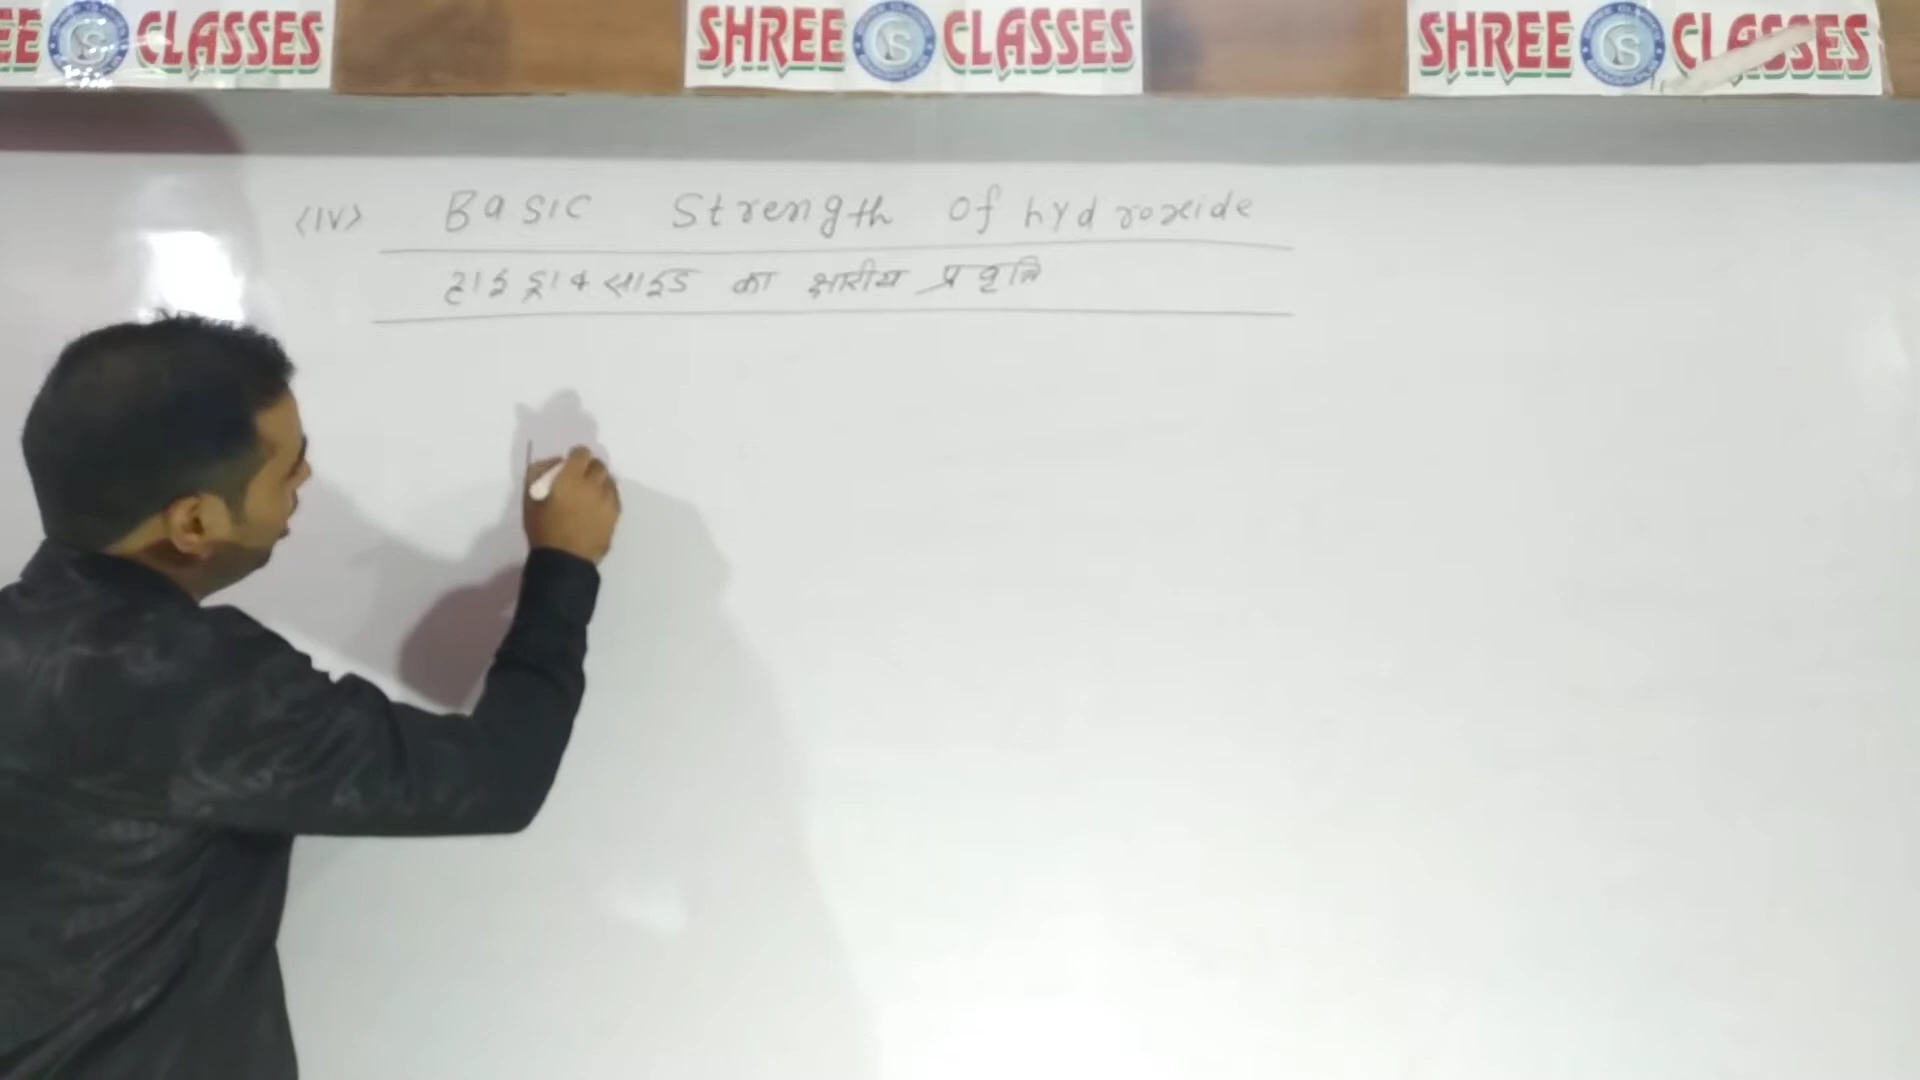 EE CLASSES
SHREE CLASSES
SHREE CLASSES
<IV> Basic Strength of hydroxide
हाइड्राक साइड का क्षारीय प्रवृति